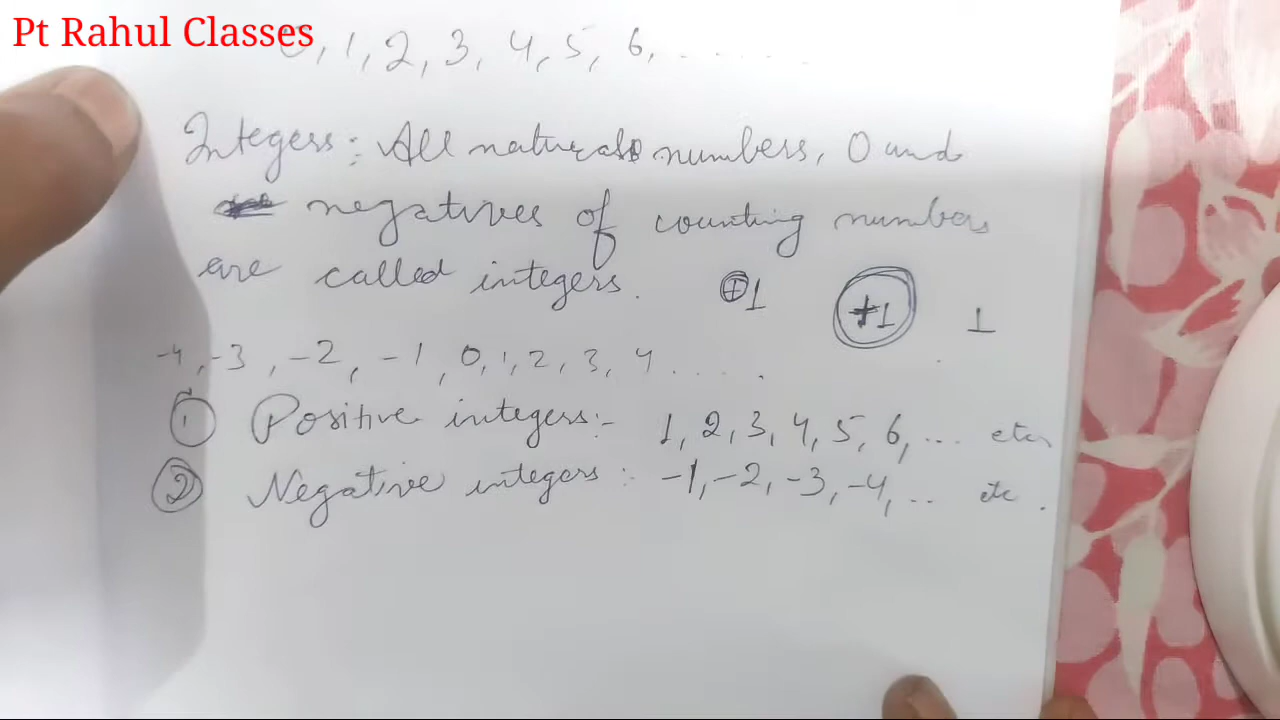 Pt Rahul Classes
0, 1, 2, 3, 4, 5, 6, ......
Integers: All natural numbers, 0 and
negatives of counting numbers
are called integers. +1 +1 1
-4, -3, -2, -1, 0, 1, 2, 3, 4 .....
1 Positive integers:- 1, 2, 3, 4, 5, 6, ... etc,
2 Negative integers: -1, -2, -3, -4, .. etc.